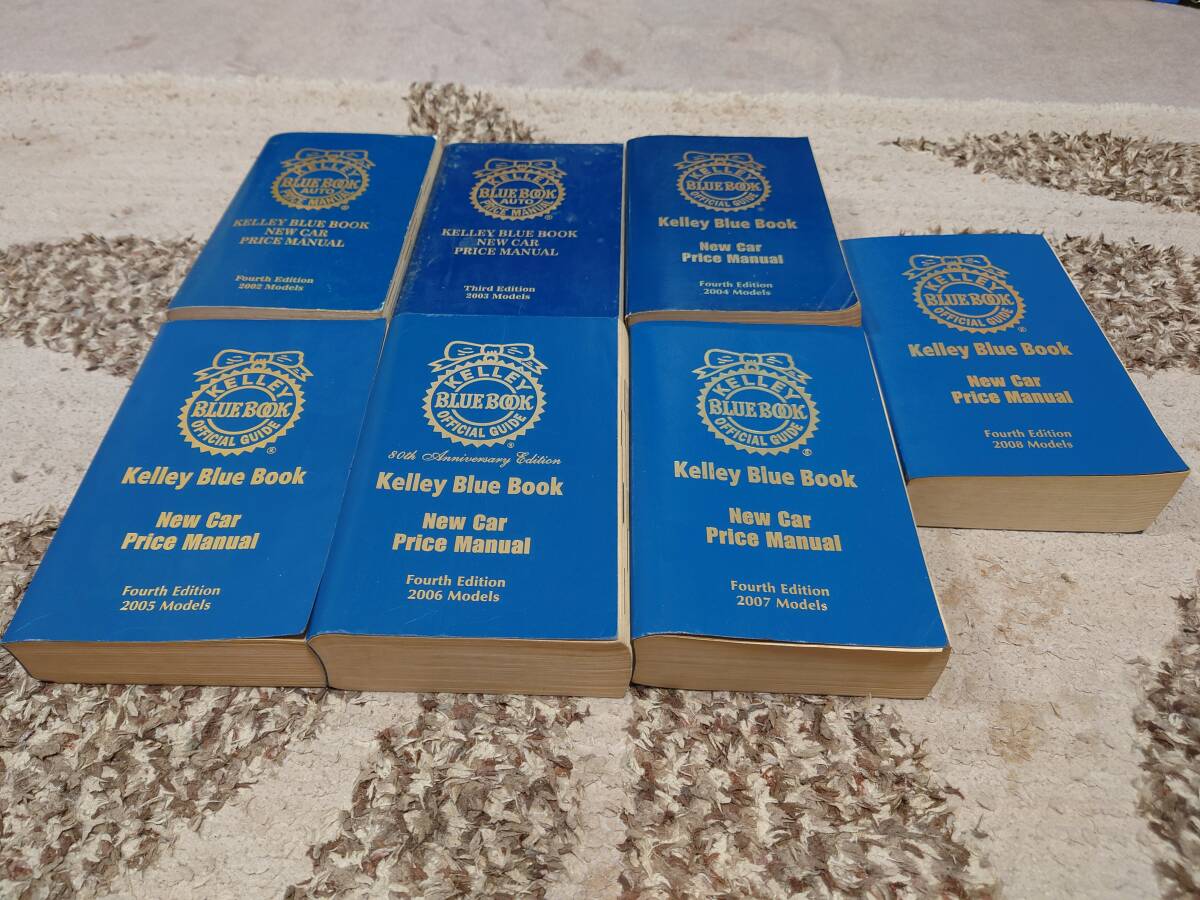 KELLEY
BLUE BOOK
AUTO
PRICE MANUAL
®
KELLEY BLUE BOOK
NEW CAR
PRICE MANUAL
Fourth Edition
2002 Models
KELLEY
BLUE BOOK
AUTO
PRICE MANUAL
®
KELLEY BLUE BOOK
NEW CAR
PRICE MANUAL
Third Edition
2003 Models
KELLEY
BLUE BOOK
OFFICIAL GUIDE
®
Kelley Blue Book
New Car
Price Manual
Fourth Edition
2004 Models
KELLEY
BLUE BOOK
OFFICIAL GUIDE
®
Kelley Blue Book
New Car
Price Manual
Fourth Edition
2008 Models
KELLEY
BLUE BOOK
OFFICIAL GUIDE
®
Kelley Blue Book
New Car
Price Manual
Fourth Edition
2005 Models
KELLEY
BLUE BOOK
OFFICIAL GUIDE
®
80th Anniversary Edition
Kelley Blue Book
New Car
Price Manual
Fourth Edition
2006 Models
KELLEY
BLUE BOOK
OFFICIAL GUIDE
®
Kelley Blue Book
New Car
Price Manual
Fourth Edition
2007 Models